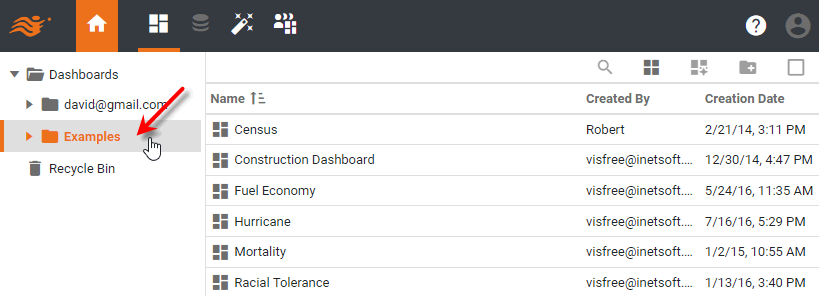 ?
Dashboards
david@gmail.com
Examples
Recycle Bin
Name Created By Creation Date
Census Robert 2/21/14, 3:11 PM
Construction Dashboard visfree@inetsoft.... 12/30/14, 4:47 PM
Fuel Economy visfree@inetsoft.... 5/24/16, 11:35 AM
Hurricane visfree@inetsoft.... 7/16/16, 5:29 PM
Mortality visfree@inetsoft.... 1/2/15, 10:55 AM
Racial Tolerance visfree@inetsoft.... 1/13/16, 3:40 PM